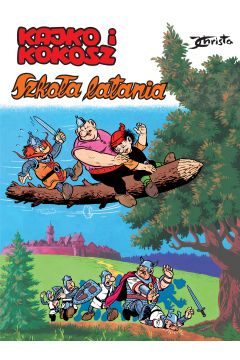 KAJKO i
KOKOSZ
Christa
Szkoła latania